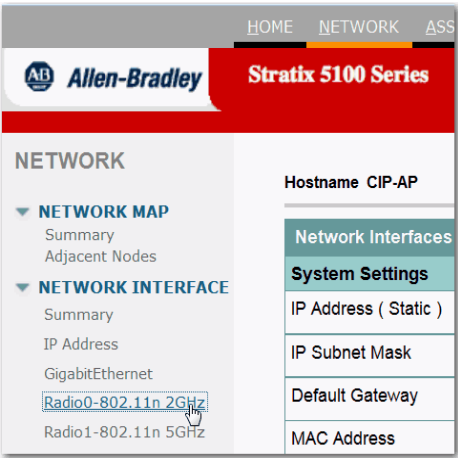 HOME NETWORK ASS
AB Allen-Bradley Stratix 5100 Series
NETWORK
Hostname CIP-AP
NETWORK MAP
Summary
Adjacent Nodes
NETWORK INTERFACE
Summary
IP Address
GigabitEthernet
Radio0-802.11n 2GHz
Radio1-802.11n 5GHz
Network Interfaces
System Settings
IP Address ( Static )
IP Subnet Mask
Default Gateway
MAC Address